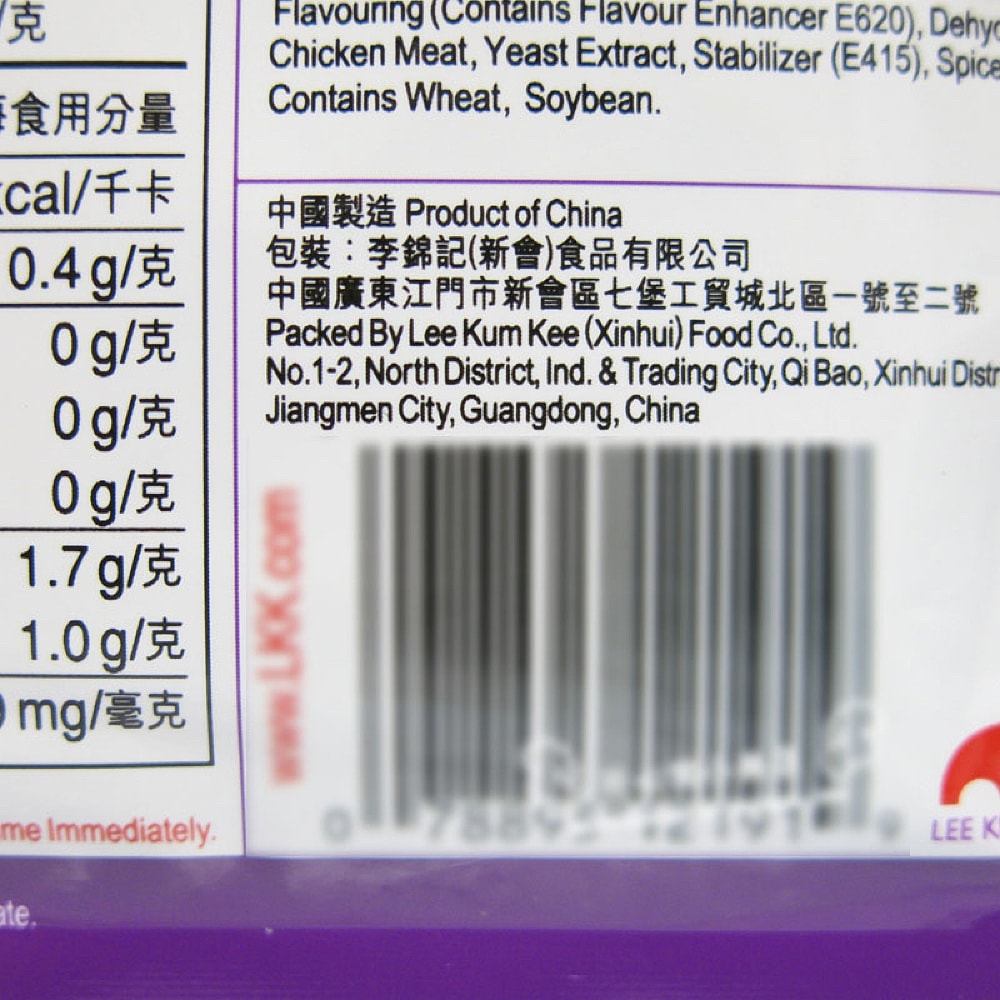 /克
食用分量
kcal/千卡
0.4 g/克
0 g/克
0 g/克
0 g/克
1.7 g/克
1.0 g/克
mg/毫克
me Immediately.
ate.
Flavouring (Contains Flavour Enhancer E620),
Chicken Meat, Yeast Extract, Stabilizer (E415), Spice
Contains Wheat, Soybean.
中國製造 Product of China
包裝：李錦記(新會)食品有限公司
中國廣東江門市新會區七堡工貿城北區一號至二號
Packed By Lee Kum Kee (Xinhui) Food Co., Ltd.
No.1-2, North District, Ind. & Trading City, Qi Bao, Xinhui Distr
Jiangmen City, Guangdong, China
www.LKK.com
LEE K